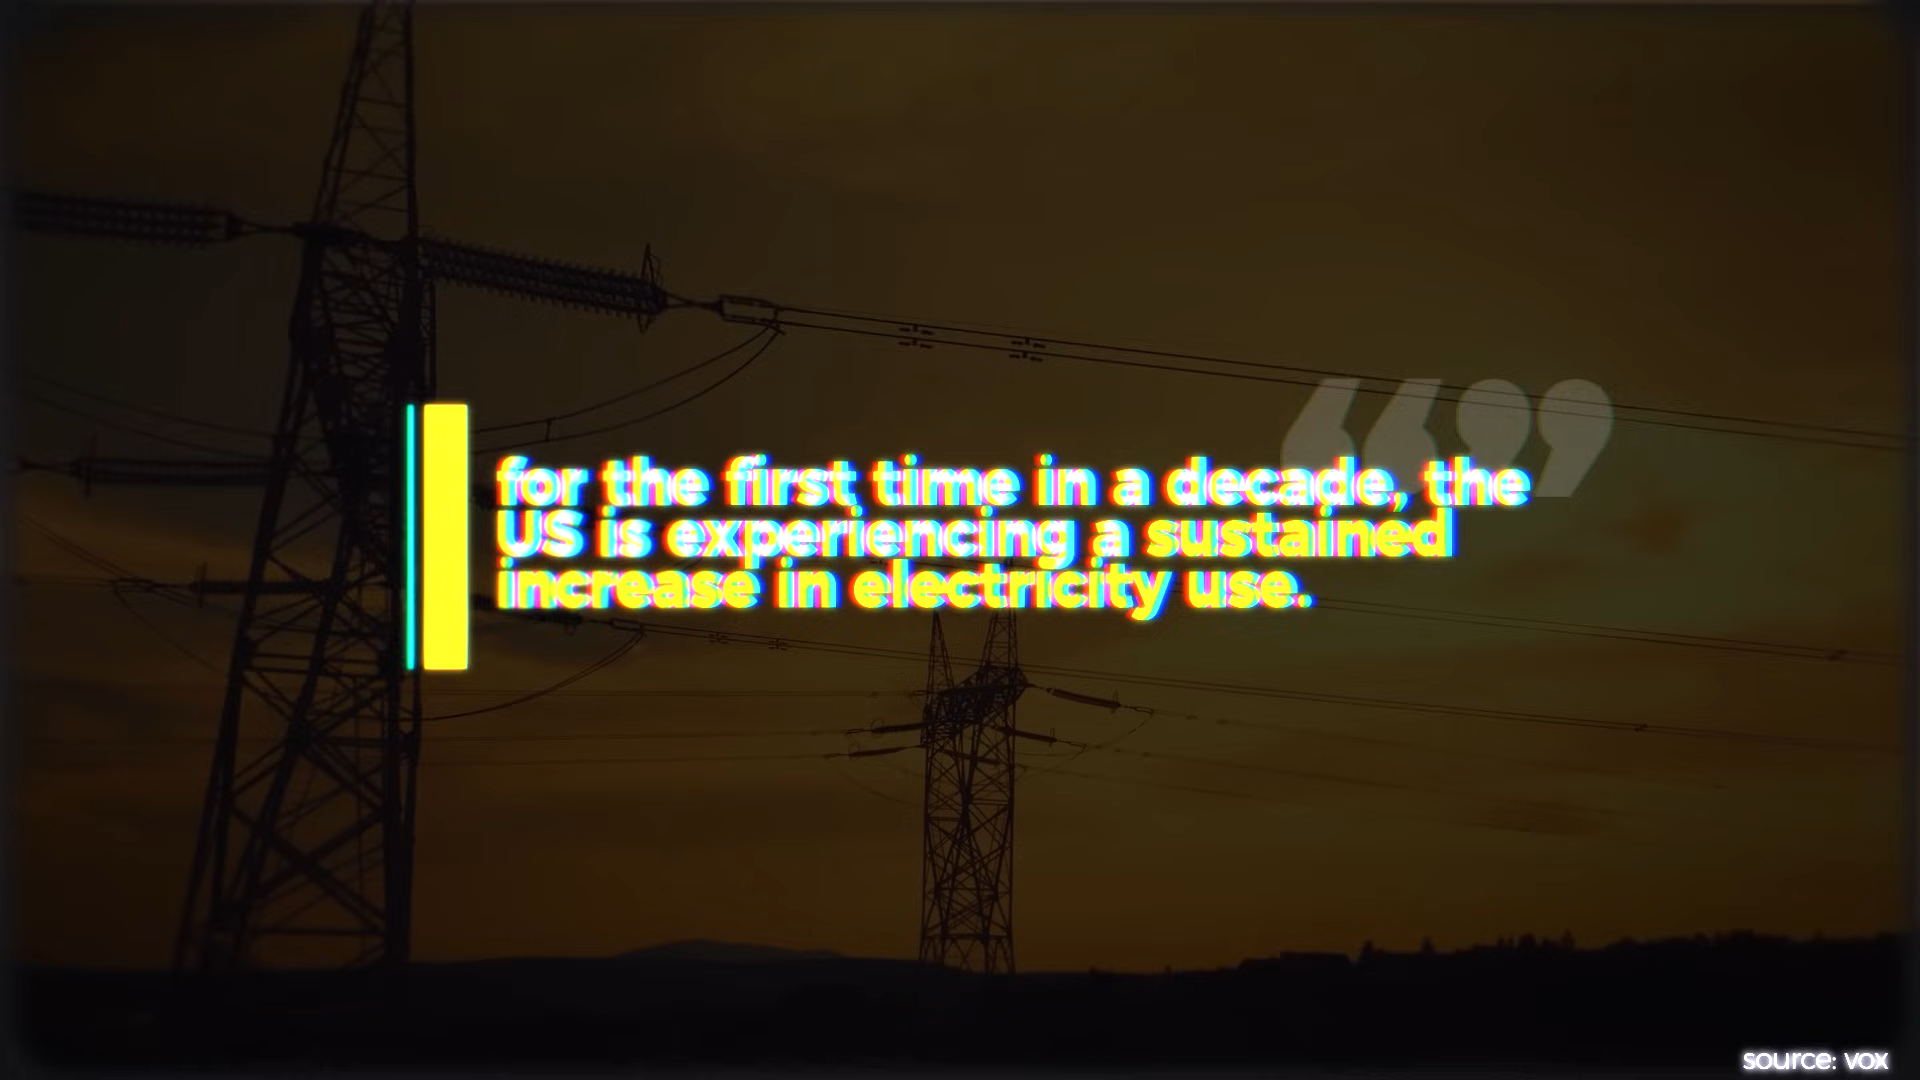 for the first time in a decade, the
US is experiencing a sustained
increase in electricity use.
source: vox